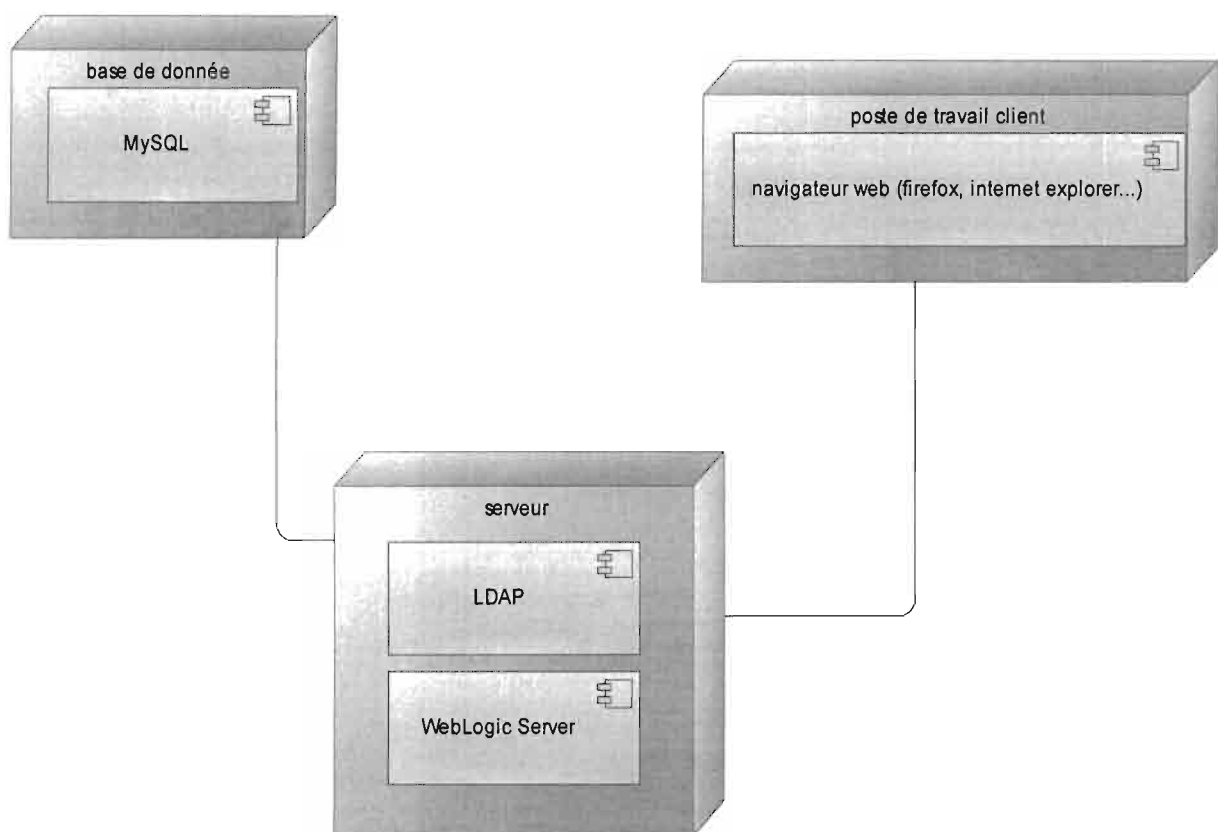 base de donnée
MySQL
poste de travail client
navigateur web (firefox, internet explorer...)
serveur
LDAP
WebLogic Server